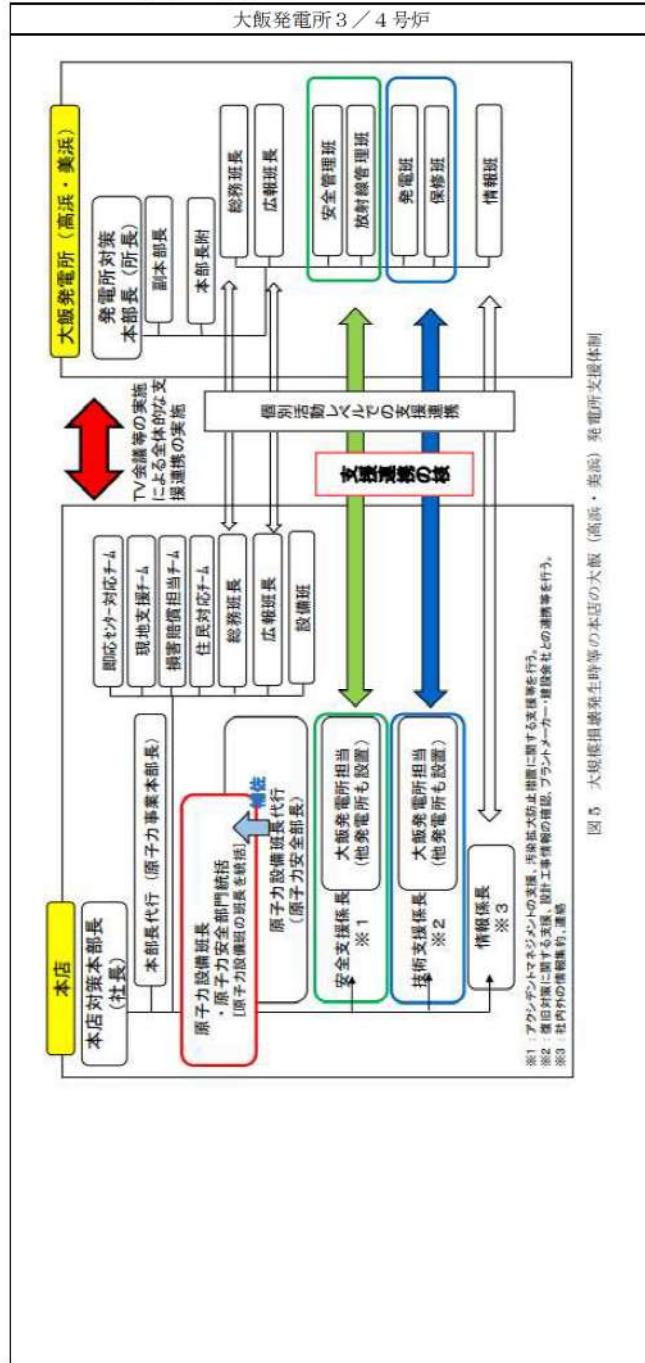 大飯発電所3/4号炉
本店
本店対策本部長
(社長)
本部長代行(原子力事業本部長)
即応センター対応チーム
現地支援チーム
損害賠償担当チーム
住民対応チーム
総務班長
広報班長
設備班
原子力設備班長
・原子力安全部門統括
[原子力設備班の班長を統括]
補佐
原子力設備班長代行
(原子力安全部長)
安全支援係長
※1
大飯発電所担当
(他発電所も設置)
技術支援係長
※2
大飯発電所担当
(他発電所も設置)
情報係長
※3
※1:アクシデントマネジメントの支援、汚染拡大防止措置に関する支援等を行う。
※2:復旧対策に関する支援、設計工事情報の確認、プラントメーカー・建設会社との連携等を行う。
※3:社内外の情報集約、連絡
TV会議等の実施
による全体的な支
援連携の実施
個別活動レベルでの支援連携
支援連携の核
大飯発電所(高浜・美浜)
発電所対策
本部長(所長)
副本部長
本部長附
総務班長
広報班長
安全管理班
放射線管理班
発電班
保修班
情報班
図5 大規模損壊発生時等の本店の大飯(高浜・美浜)発電所支援体制